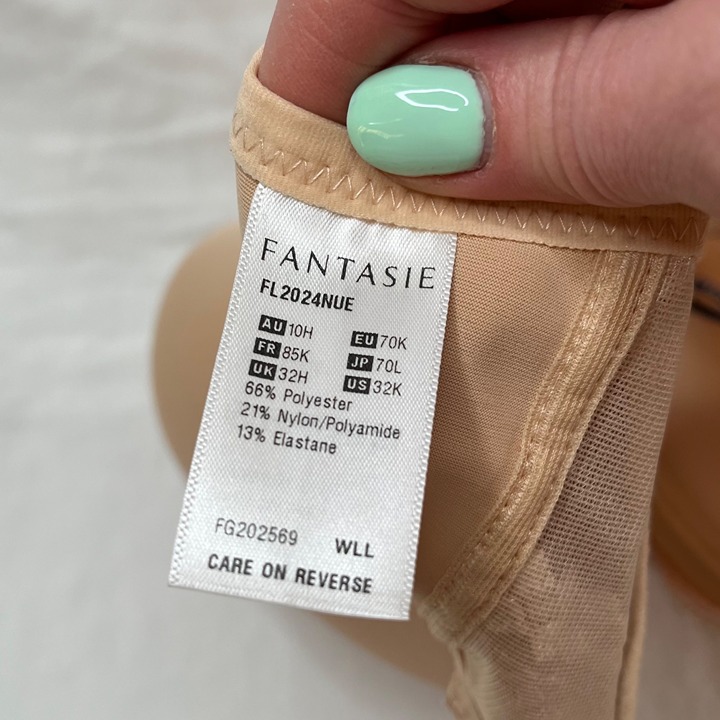 FANTASIE
FL2024NUE
AU 10H EU 70K
FR 85K JP 70L
UK 32H US 32K
66% Polyester
21% Nylon/Polyamide
13% Elastane
FG202569 WLL
CARE ON REVERSE